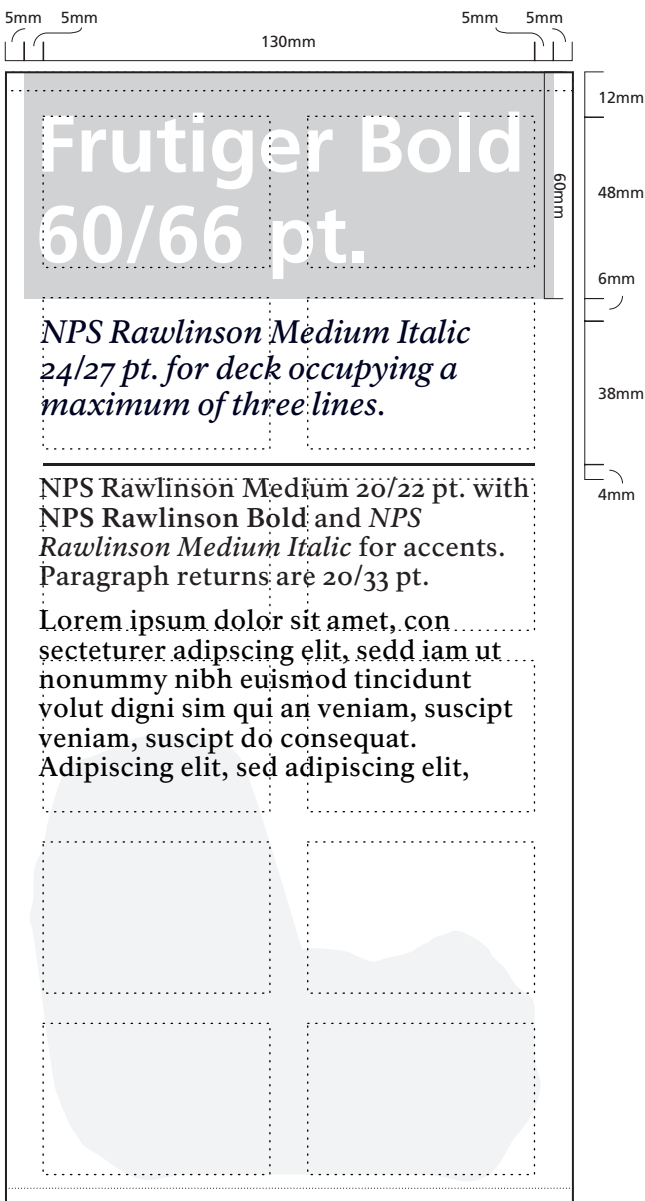 5mm 5mm 5mm 5mm
130mm
12mm
Frutiger Bold
60mm
48mm
60/66 pt.
6mm
NPS Rawlinson Medium Italic
24/27 pt. for deck occupying a
38mm
maximum of three lines.
4mm
NPS Rawlinson Medium 20/22 pt. with
NPS Rawlinson Bold and NPS
Rawlinson Medium Italic for accents.
Paragraph returns are 20/33 pt.
Lorem ipsum dolor sit amet, con
secteturer adipscing elit, sedd iam ut
nonummy nibh euismod tincidunt
volut digni sim qui an veniam, suscipt
veniam, suscipt do consequat.
Adipiscing elit, sed adipiscing elit,